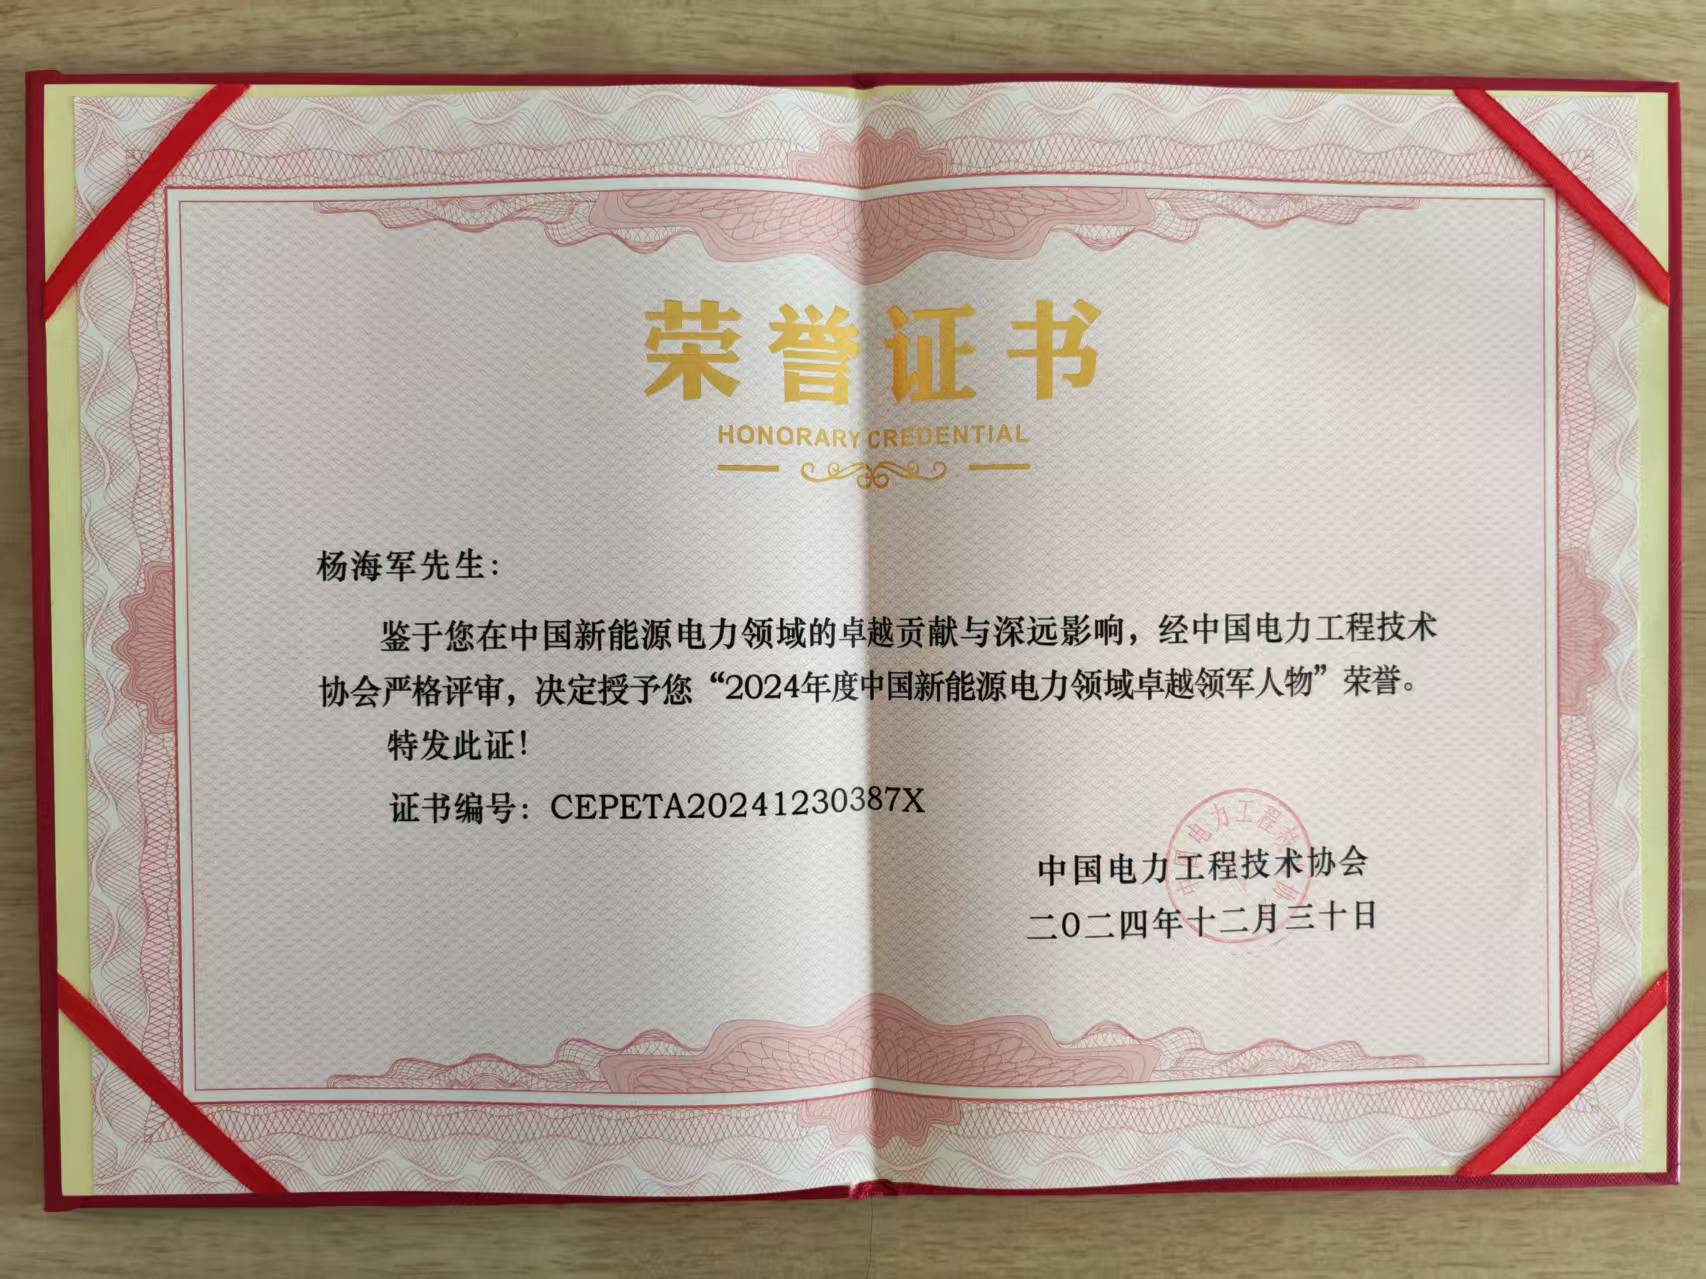 荣誉证书
HONORARY CREDENTIAL
杨海军先生：
鉴于您在中国新能源电力领域的卓越贡献与深远影响，经中国电力工程技术
协会严格评审，决定授予您“2024年度中国新能源电力领域卓越领军人物”荣誉。
特发此证！
证书编号：CEPETA20241230387X
中国电力工程技术协会
二〇二四年十二月三十日